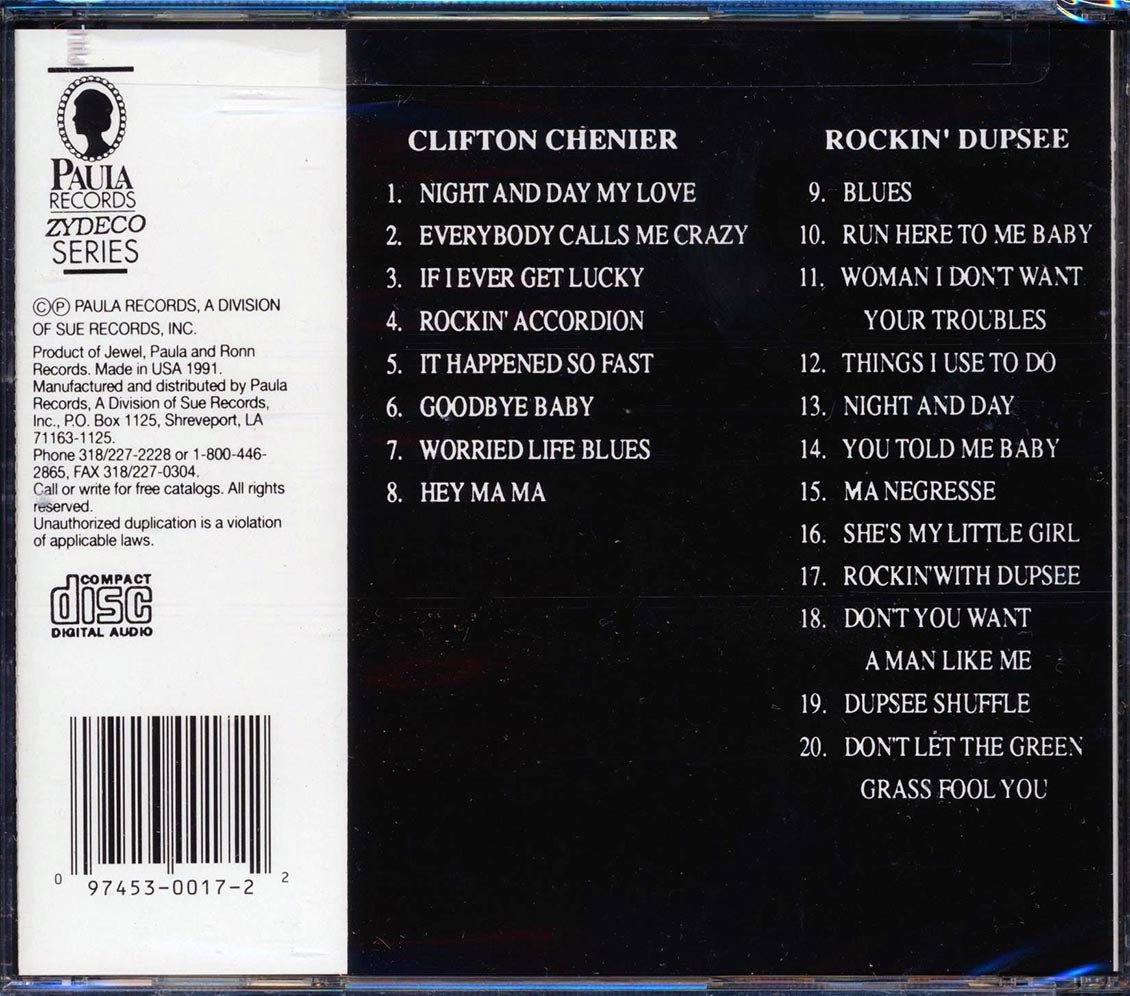 PAULA
RECORDS
ZYDECO
SERIES
©℗ PAULA RECORDS, A DIVISION
OF SUE RECORDS, INC.
Product of Jewel, Paula and Ronn
Records. Made in USA 1991.
Manufactured and distributed by Paula
Records, A Division of Sue Records,
Inc., P.O. Box 1125, Shreveport, LA
71163-1125.
Phone 318/227-2228 or 1-800-446-
2865, FAX 318/227-0304.
Call or write for free catalogs. All rights
reserved.
Unauthorized duplication is a violation
of applicable laws.
COMPACT
disc
DIGITAL AUDIO
0 97453-0017-2 2
CLIFTON CHENIER
1. NIGHT AND DAY MY LOVE
2. EVERYBODY CALLS ME CRAZY
3. IF I EVER GET LUCKY
4. ROCKIN' ACCORDION
5. IT HAPPENED SO FAST
6. GOODBYE BABY
7. WORRIED LIFE BLUES
8. HEY MA MA
ROCKIN' DUPSEE
9. BLUES
10. RUN HERE TO ME BABY
11. WOMAN I DON'T WANT
YOUR TROUBLES
12. THINGS I USE TO DO
13. NIGHT AND DAY
14. YOU TOLD ME BABY
15. MA NEGRESSE
16. SHE'S MY LITTLE GIRL
17. ROCKIN' WITH DUPSEE
18. DON'T YOU WANT
A MAN LIKE ME
19. DUPSEE SHUFFLE
20. DON'T LET THE GREEN
GRASS FOOL YOU